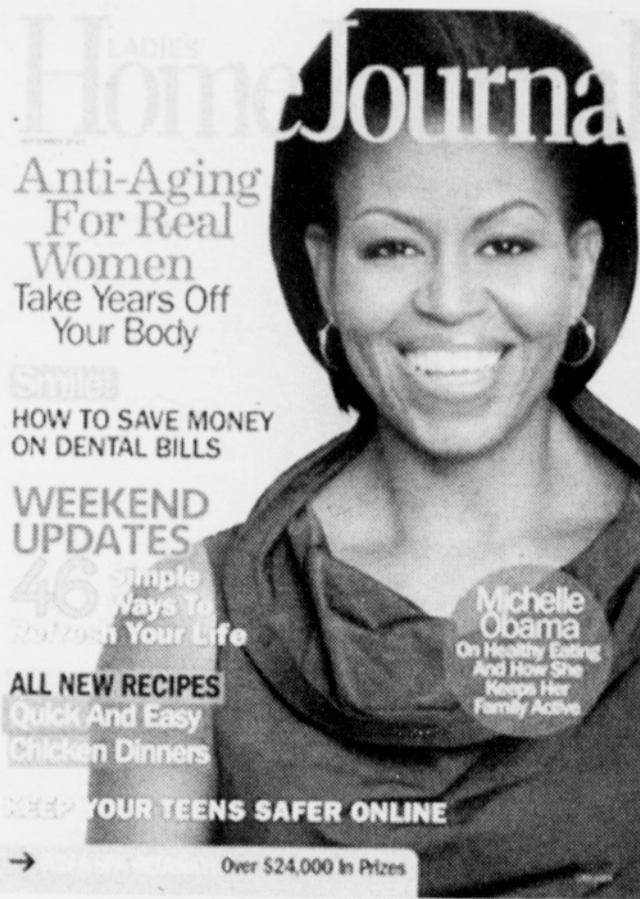 LADIES'
Home Journal
Anti-Aging
For Real
Women
Take Years Off
Your Body
Smile!
HOW TO SAVE MONEY
ON DENTAL BILLS
WEEKEND
UPDATES
46 Simple
Ways To
Refresh Your Life
ALL NEW RECIPES
Quick And Easy
Chicken Dinners
KEEP YOUR TEENS SAFER ONLINE
Michelle
Obama
On Healthy Eating
And How She
Keeps Her
Family Active
→
Over $24,000 In Prizes